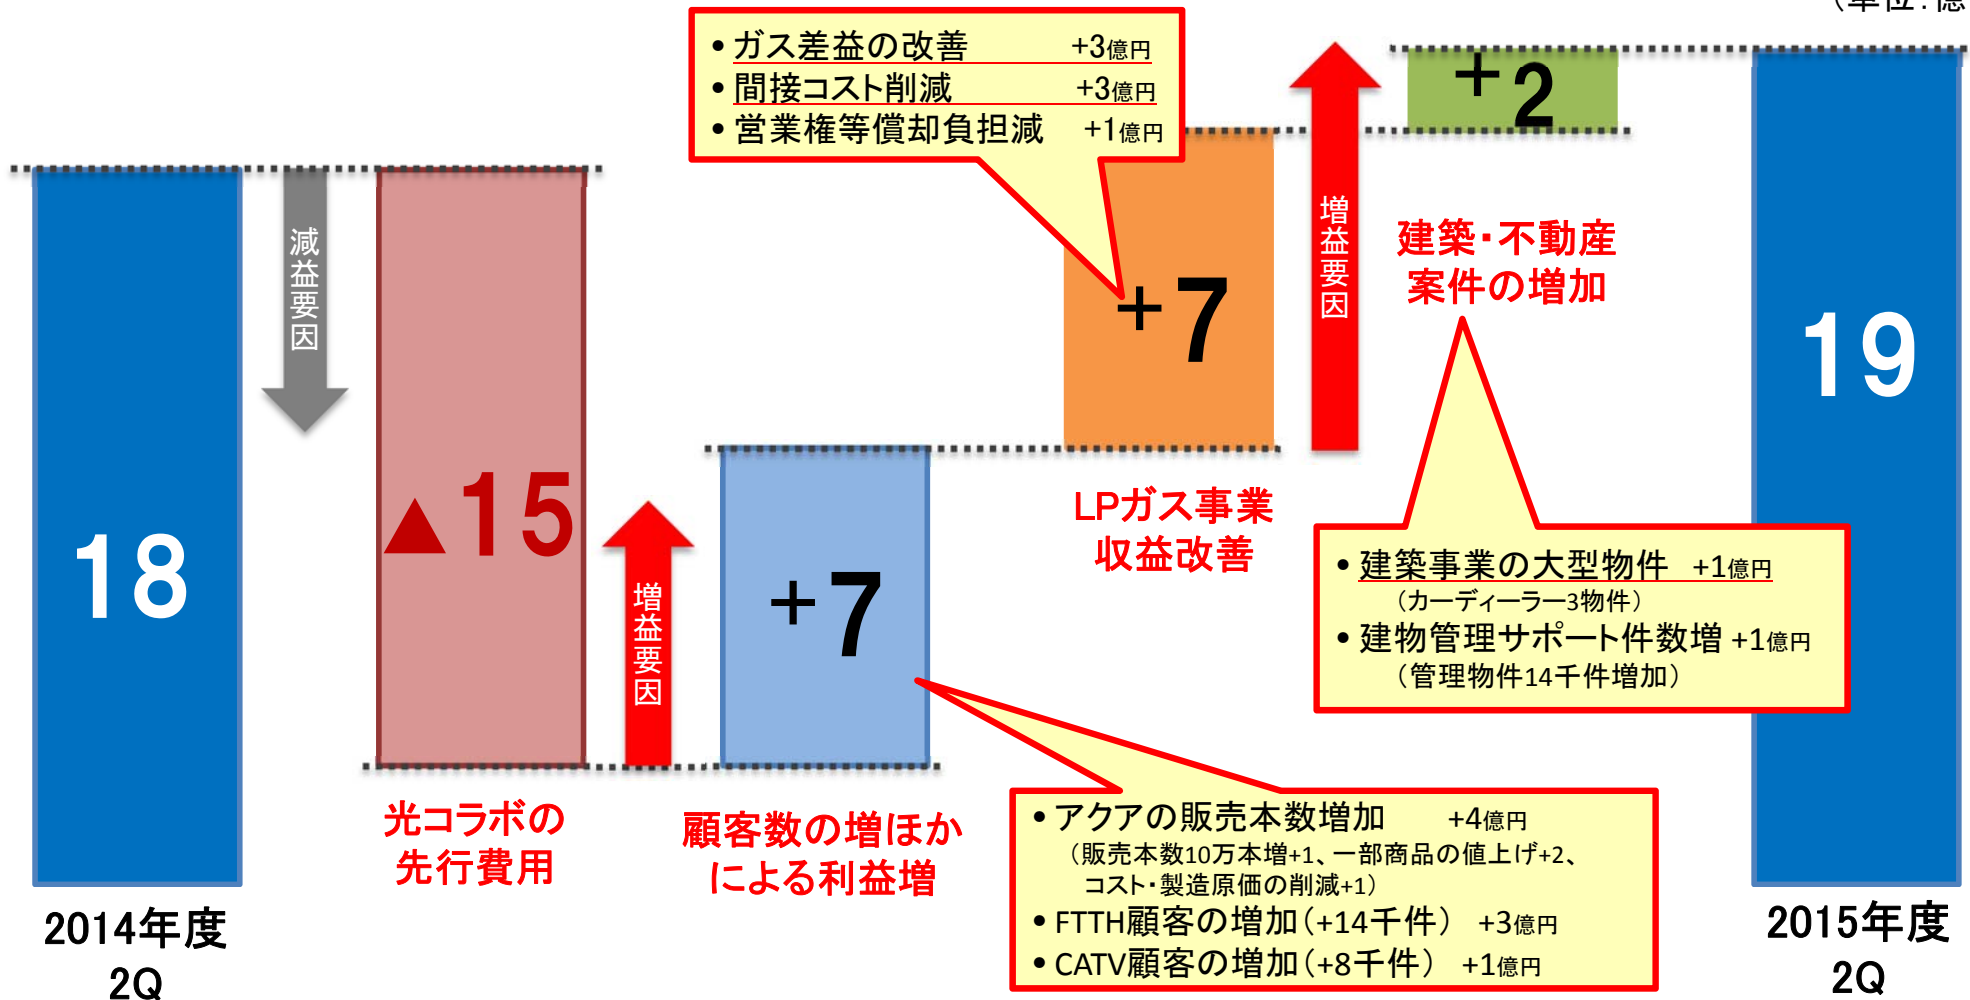 （単位：億
• ガス差益の改善 +3億円
• 間接コスト削減 +3億円
• 営業権等償却負担減 +1億円
+2
減益要因
増益要因
建築・不動産
案件の増加
+7
19
18
▲15
LPガス事業
収益改善
増益要因
+7
• 建築事業の大型物件 +1億円
（カーディーラー3物件）
• 建物管理サポート件数増 +1億円
（管理物件14千件増加）
光コラボの
先行費用
顧客数の増ほか
による利益増
• アクアの販売本数増加 +4億円
（販売本数10万本増+1、一部商品の値上げ+2、
コスト・製造原価の削減+1）
• FTTH顧客の増加（+14千件） +3億円
• CATV顧客の増加（+8千件） +1億円
2014年度
2Q
2015年度
2Q